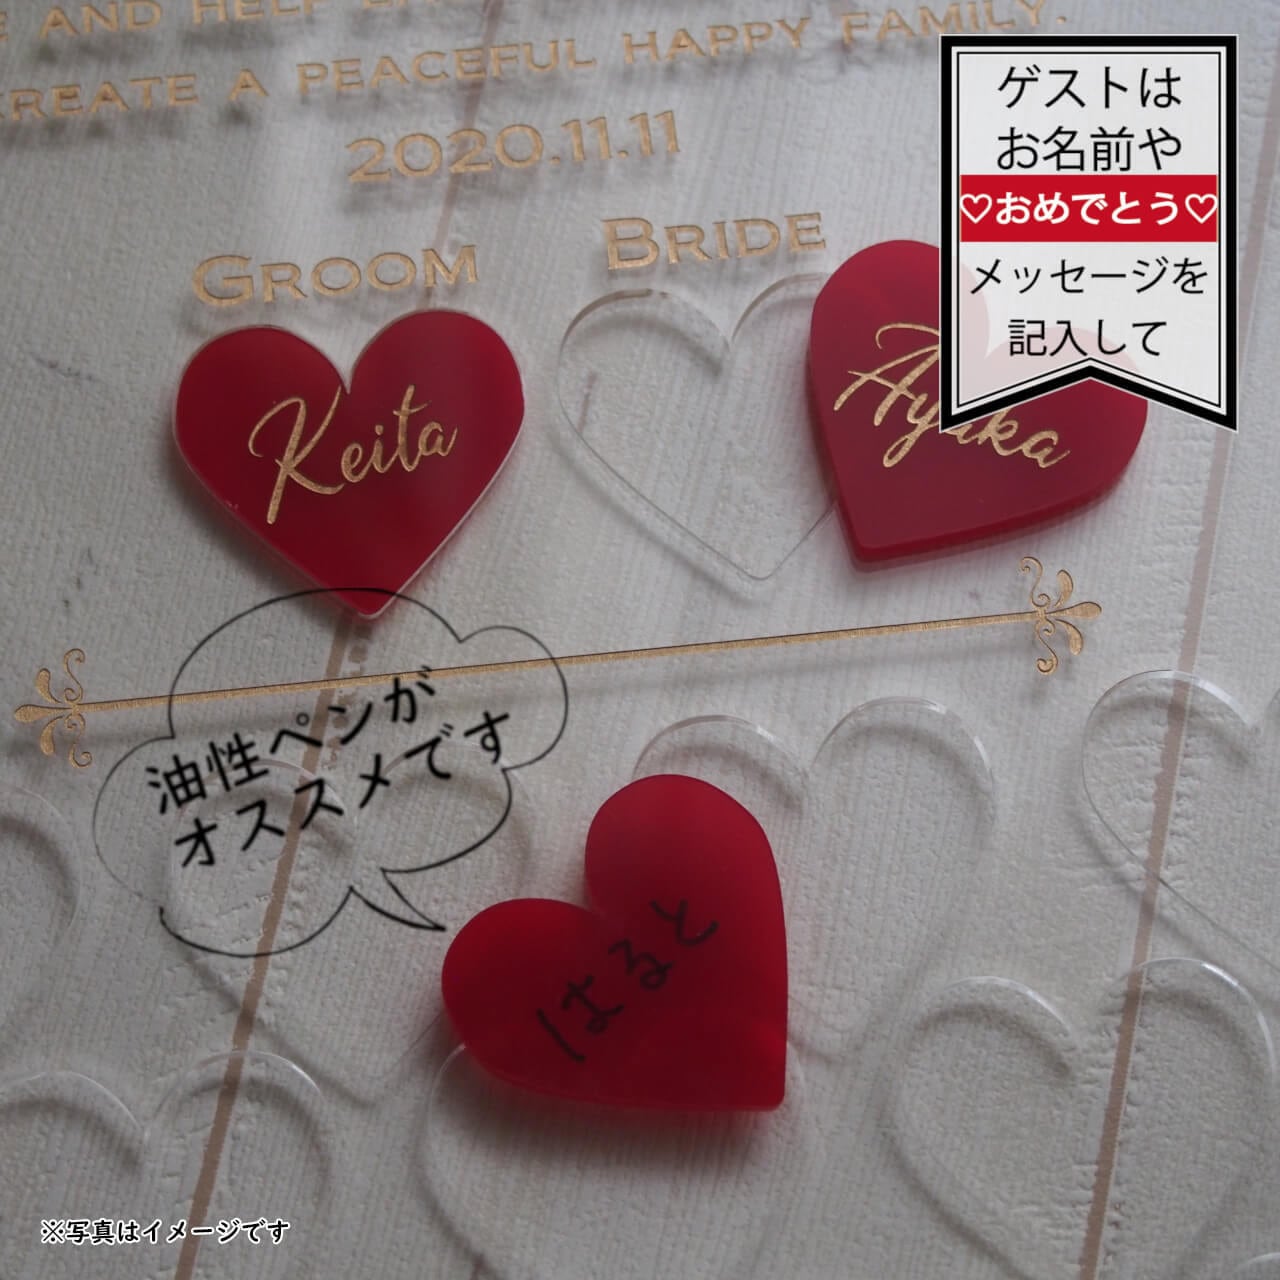 AND HELP
CREATE A PEACEFUL HAPPY FAMILY.
2020.11.11
GROOM
BRIDE
Keita
Ayaka
ゲストは
お名前や
♡おめでとう♡
メッセージを
記入して
油性ペンが
オススメです
はると
※写真はイメージです